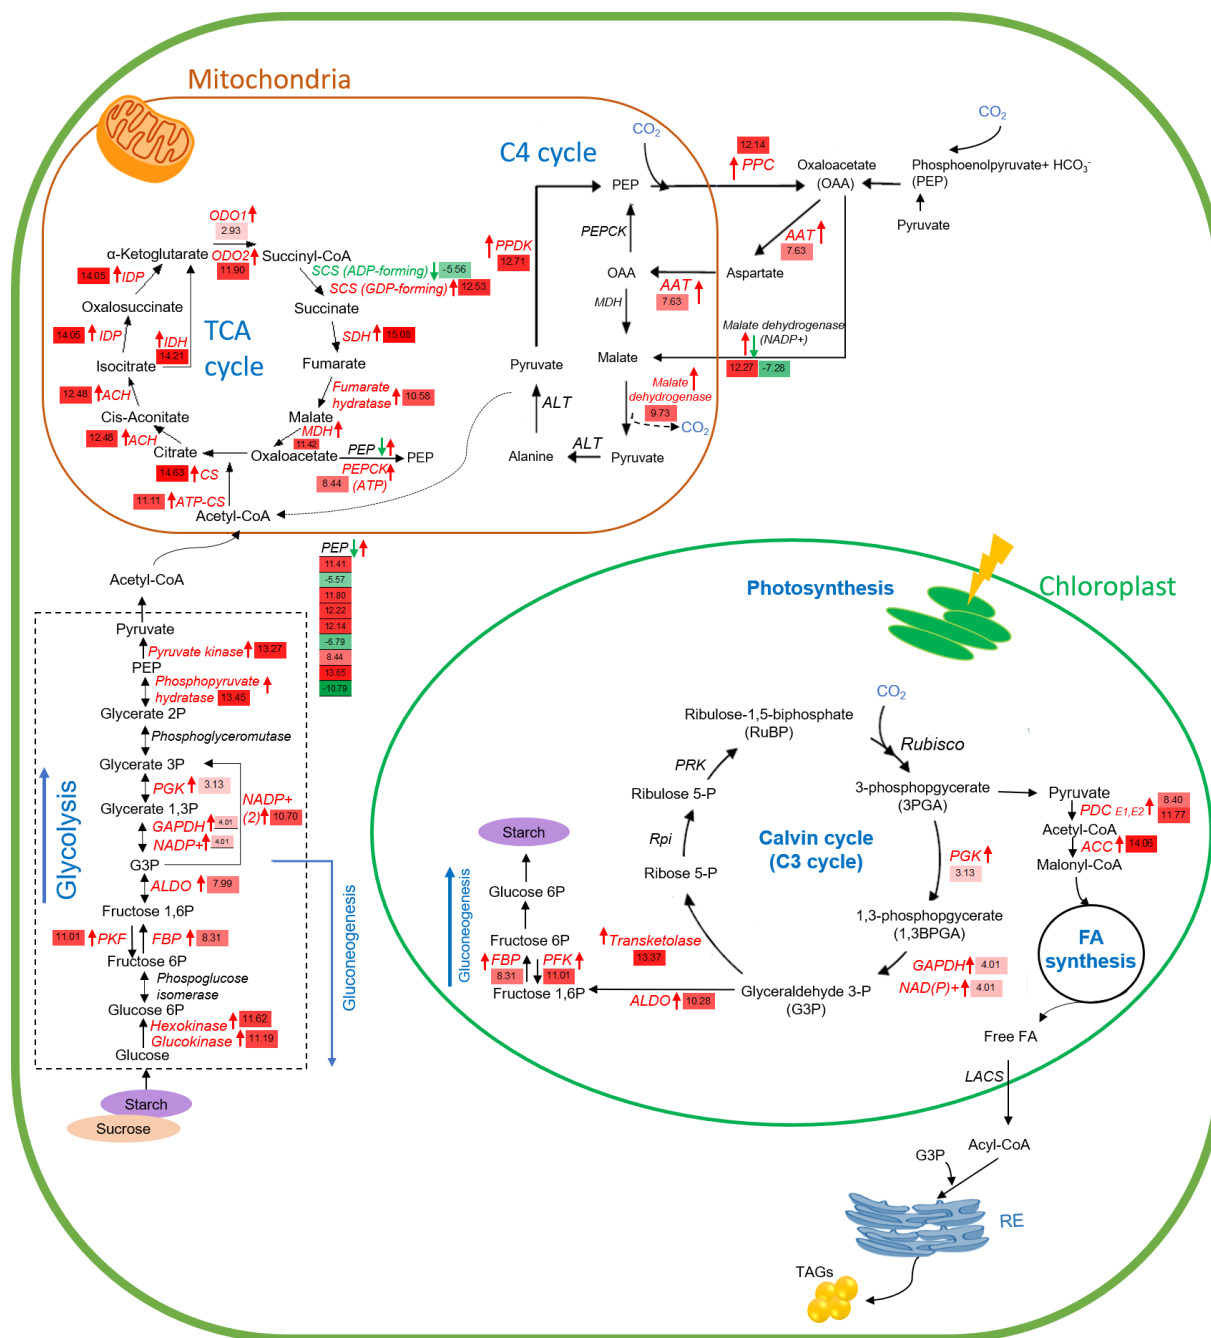 Mitochondria
C4 cycle
CO2
12.14
PPC
Oxaloacetate
(OAA)
CO2
Phosphoenolpyruvate+ HCO3-
(PEP)
Pyruvate
PEP
PEPCK
AAT
7.63
Aspartate
OAA
AAT
7.63
MDH
Malate dehydrogenase
(NADP+)
12.27 -7.28
Malate
Malate
dehydrogenase
9.73
CO2
Pyruvate
ALT
Alanine
ALT
Pyruvate
PPDK
12.71
ODO1
2.93
α-Ketoglutarate
ODO2
11.90
Succinyl-CoA
SCS (ADP-forming) -5.56
SCS (GDP-forming) 12.53
Succinate
SDH 15.06
Fumarate
Fumarate
hydratase 10.58
Malate
MDH
11.42
Oxaloacetate
PEP
PEP
PEPCK
8.44 (ATP)
14.05 IDP
Oxalosuccinate
14.05 IDP
IDH
14.21
TCA
cycle
Isocitrate
12.48 ACH
Cis-Aconitate
12.48 ACH
Citrate
14.63 CS
11.11 ATP-CS
Acetyl-CoA
PEP
11.41
-5.57
11.80
12.22
12.14
-6.79
8.44
13.65
-10.79
Acetyl-CoA
Pyruvate
Pyruvate kinase 13.27
PEP
Phosphopyruvate
hydratase 13.45
Glycerate 2P
Phosphoglyceromutase
Glycerate 3P
PGK 3.13
Glycerate 1,3P
NADP+
(2) 10.70
GAPDH 4.01
NADP+ 4.01
G3P
ALDO 7.99
Fructose 1,6P
11.01 PKF FBP 8.31
Fructose 6P
Phospoglucose
isomerase
Glucose 6P
Hexokinase 11.62
Glucokinase 11.19
Glucose
Glycolysis
Gluconeogenesis
Starch
Sucrose
Chloroplast
Photosynthesis
CO2
Ribulose-1,5-biphosphate
(RuBP)
Rubisco
PRK
Ribulose 5-P
Rpi
Ribose 5-P
Calvin cycle
(C3 cycle)
3-phosphopgycerate
(3PGA)
Pyruvate
PDC E1,E2 8.40
11.77
Acetyl-CoA
ACC 14.06
Malonyl-CoA
PGK
3.13
1,3-phosphopgycerate
(1,3BPGA)
FA
synthesis
GAPDH 4.01
NAD(P)+ 4.01
Glyceraldehyde 3-P
(G3P)
Transketolase
13.37
ALDO 10.28
Starch
Glucose 6P
Gluconeogenesis
Fructose 6P
FBP PFK
8.31 11.01
Fructose 1,6P
Free FA
LACS
Acyl-CoA
G3P
RE
TAGs